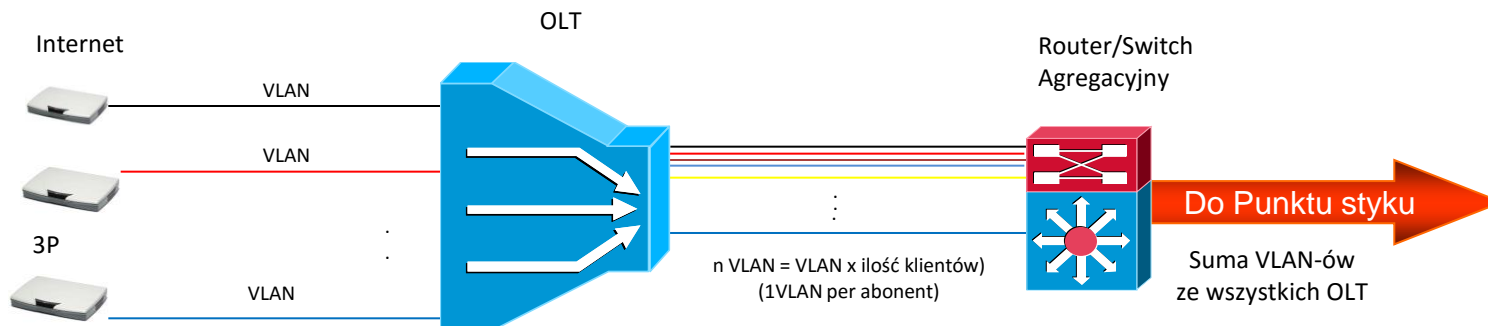 OLT
Internet
Router/Switch
Agregacyjny
VLAN
VLAN
3P
VLAN
Do Punktu styku
n VLAN = VLAN x ilość klientów)
(1VLAN per abonent)
Suma VLAN-ów
ze wszystkich OLT